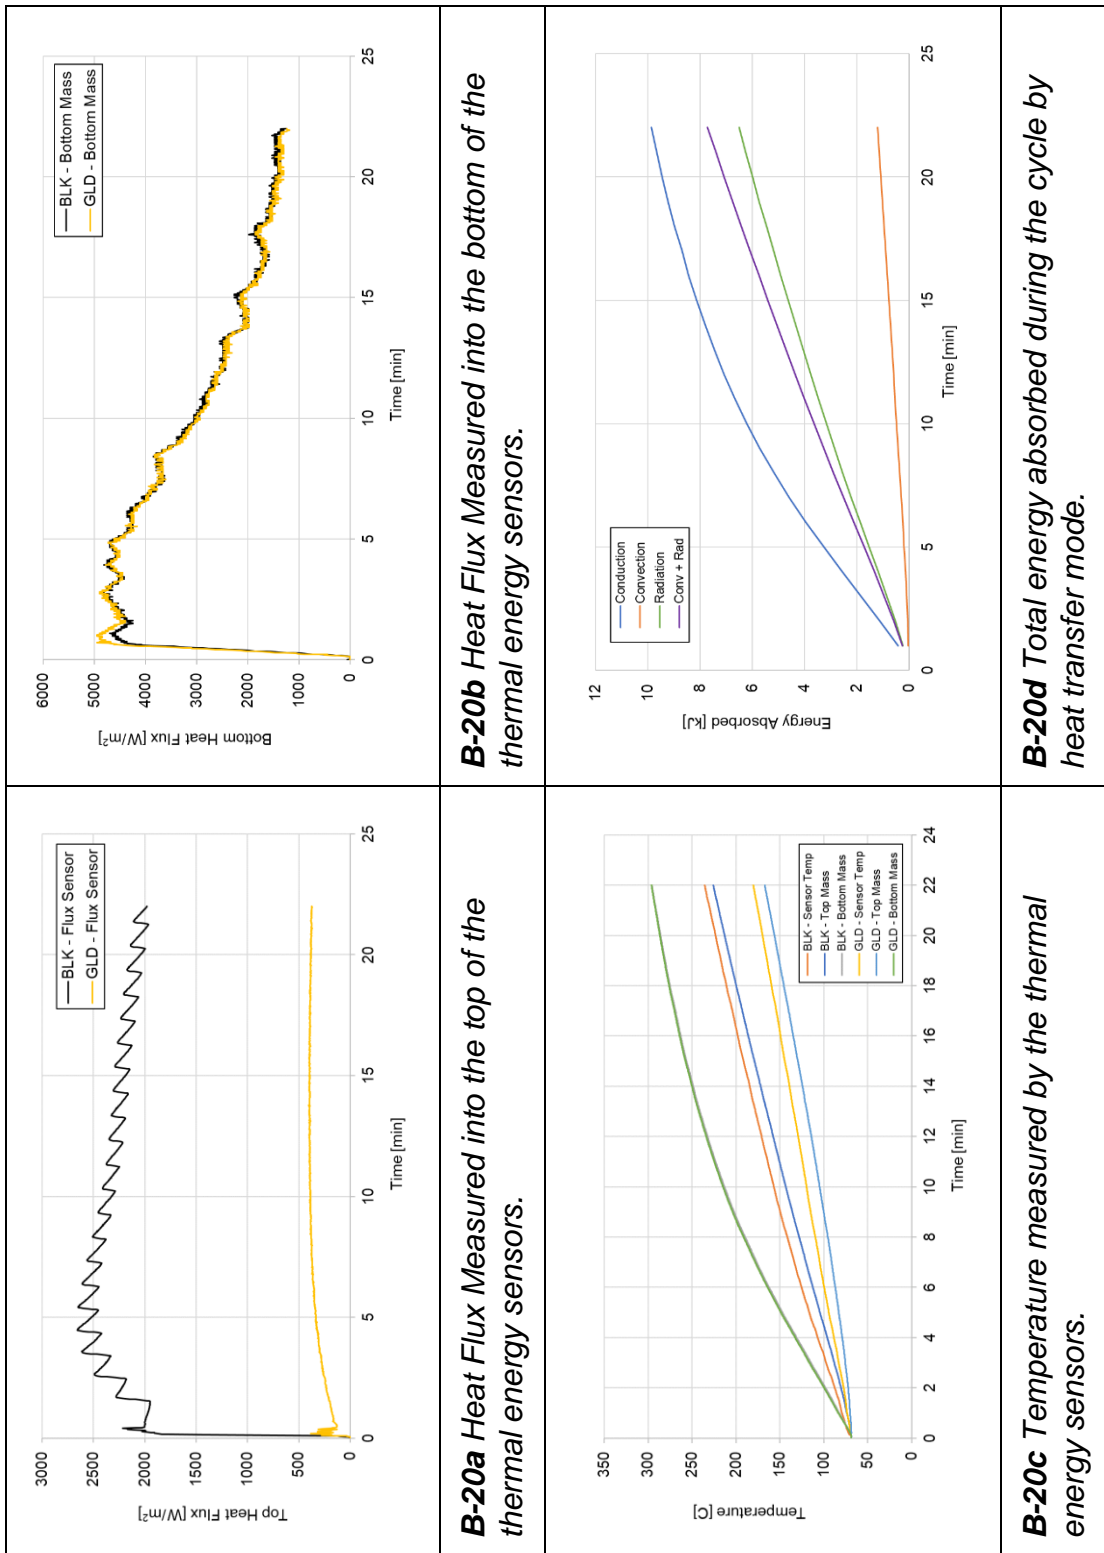 3000
2500
2000
1500
1000
500
0
Top Heat Flux [W/m²]
BLK - Flux Sensor
GLD - Flux Sensor
0
5
10
15
20
25
Time [min]
6000
5000
4000
3000
2000
1000
0
Bottom Heat Flux [W/m²]
BLK - Bottom Mass
GLD - Bottom Mass
0
5
10
15
20
25
Time [min]
B-20a Heat Flux Measured into the top of the
thermal energy sensors.
B-20b Heat Flux Measured into the bottom of the
thermal energy sensors.
350
300
250
200
150
100
50
0
Temperature [C]
BLK - Sensor Temp
BLK - Top Mass
BLK - Bottom Mass
GLD - Sensor Temp
GLD - Top Mass
GLD - Bottom Mass
0
2
4
6
8
10
12
14
16
18
20
22
24
Time [min]
12
10
8
6
4
2
0
Energy Absorbed [kJ]
Conduction
Convection
Radiation
Conv + Rad
0
5
10
15
20
25
Time [min]
B-20c Temperature measured by the thermal
energy sensors.
B-20d Total energy absorbed during the cycle by
heat transfer mode.